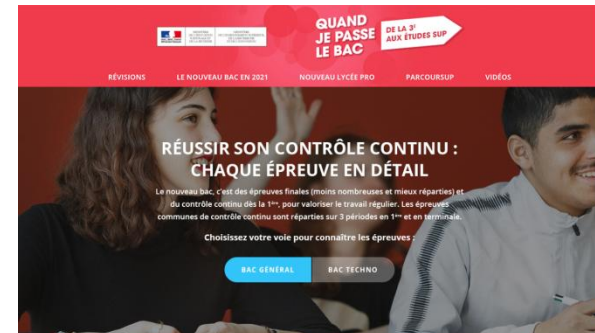 QUAND
JE PASSE
LE BAC
DE LA 3ᵉ
AUX ÉTUDES SUP
RÉVISIONS LE NOUVEAU BAC EN 2021 NOUVEAU LYCÉE PRO PARCOURSUP VIDÉOS
RÉUSSIR SON CONTRÔLE CONTINU :
CHAQUE ÉPREUVE EN DÉTAIL
Le nouveau bac, c'est des épreuves finales (moins nombreuses et mieux réparties) et
du contrôle continu dès la 1ʳᵉ, pour valoriser le travail régulier. Les épreuves
communes de contrôle continu sont réparties sur 3 périodes en 1ʳᵉ et en terminale.
Choisissez votre voie pour connaître les épreuves :
BAC GÉNÉRAL BAC TECHNO